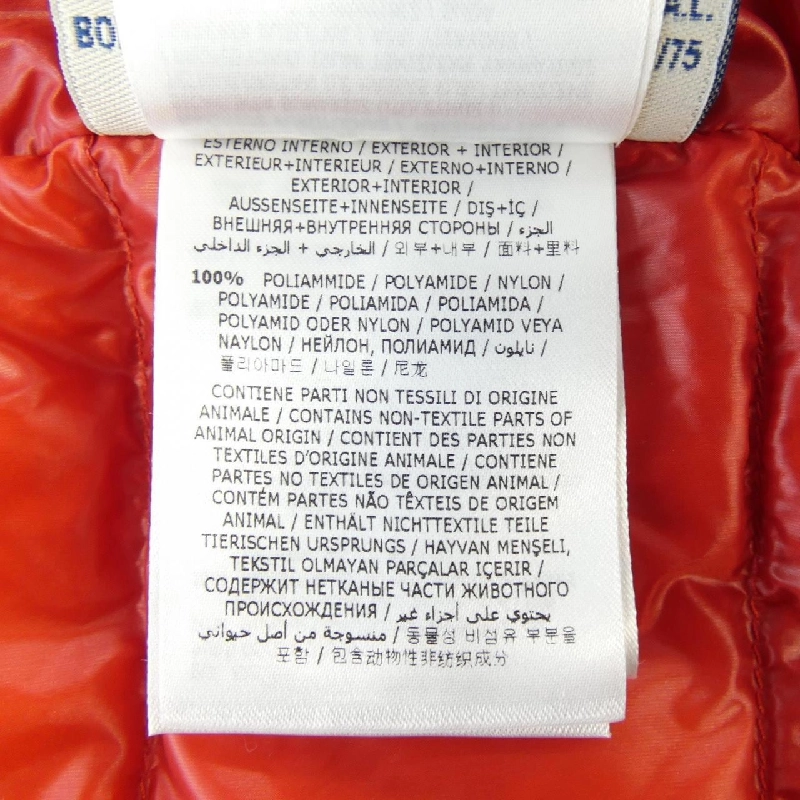 BO
A.L.
/75
ESTERNO INTERNO / EXTERIOR + INTERIOR /
EXTERIEUR+INTERIEUR / EXTERNO+INTERNO /
EXTERIOR+INTERIOR /
AUSSENSEITE+INNENSEITE / DIŞ+İÇ /
ВНЕШНЯЯ+ВНУТРЕННЯЯ СТОРОНЫ / الجزء
الخارجي + الجزء الداخلي / 외부+내부 / 面料+里料
100% POLIAMMIDE / POLYAMIDE / NYLON /
POLYAMIDE / POLIAMIDA / POLIAMIDA /
POLYAMID ODER NYLON / POLYAMID VEYA
NAYLON / НЕЙЛОН, ПОЛИАМИД / نايلون /
폴리아마드 / 나일론 / 尼龙
CONTIENE PARTI NON TESSILI DI ORIGINE
ANIMALE / CONTAINS NON-TEXTILE PARTS OF
ANIMAL ORIGIN / CONTIENT DES PARTIES NON
TEXTILES D'ORIGINE ANIMALE / CONTIENE
PARTES NO TEXTILES DE ORIGEN ANIMAL /
CONTÉM PARTES NÃO TÊXTEIS DE ORIGEM
ANIMAL / ENTHÄLT NICHTTEXTILE TEILE
TIERISCHEN URSPRUNGS / HAYVAN MENŞELİ,
TEKSTIL OLMAYAN PARÇALAR IÇERIR /
СОДЕРЖИТ НЕТКАНЫЕ ЧАСТИ ЖИВОТНОГО
ПРОИСХОЖДЕНИЯ / يحتوي على أجزاء غير
منسوجة من أصل حيواني / 동물성 비섬유 부분을
포함 / 包含动物性非纺织成分